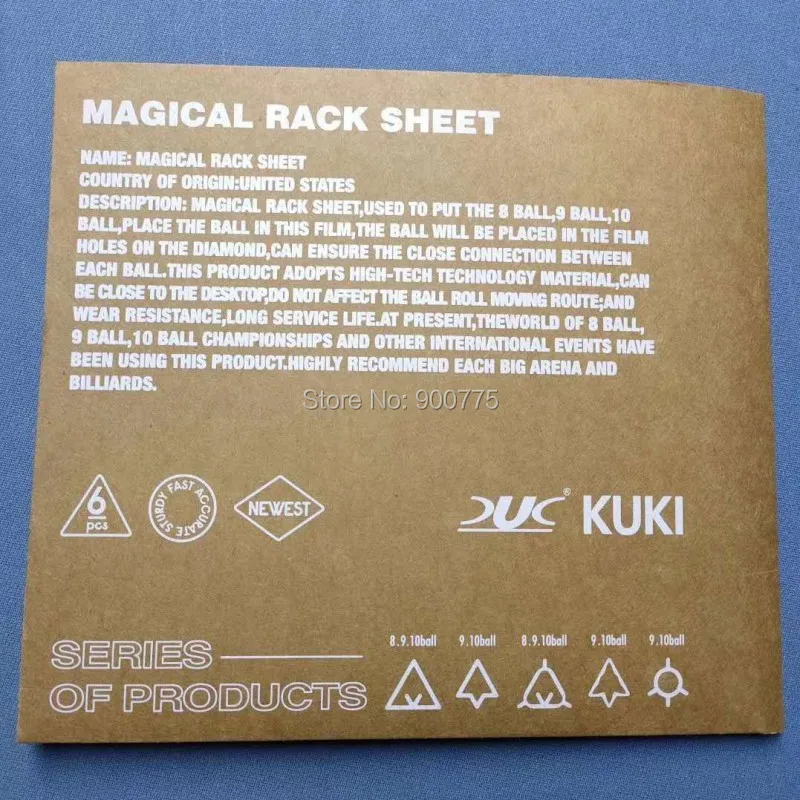 MAGICAL RACK SHEET
NAME: MAGICAL RACK SHEET
COUNTRY OF ORIGIN:UNITED STATES
DESCRIPTION: MAGICAL RACK SHEET,USED TO PUT THE 8 BALL,9 BALL,10
BALL,PLACE THE BALL IN THIS FILM,THE BALL WILL BE PLACED IN THE FILM
HOLES ON THE DIAMOND,CAN ENSURE THE CLOSE CONNECTION BETWEEN
EACH BALL.THIS PRODUCT ADOPTS HIGH-TECH TECHNOLOGY MATERIAL,CAN
BE CLOSE TO THE DESKTOP,DO NOT AFFECT THE BALL ROLL MOVING ROUTE;AND
WEAR RESISTANCE,LONG SERVICE LIFE.AT PRESENT,THEWORLD OF 8 BALL,
9 BALL,10 BALL CHAMPIONSHIPS AND OTHER INTERNATIONAL EVENTS HAVE
BEEN USING THIS PRODUCT.HIGHLY RECOMMEND EACH BIG ARENA AND
BILLIARDS.
Store No: 900775
6
pcs
STURDY FAST ACCURATE
NEWEST
® KUKI
8.9.10ball 9.10ball 8.9.10ball 9.10ball 9.10ball
SERIES
OF PRODUCTS